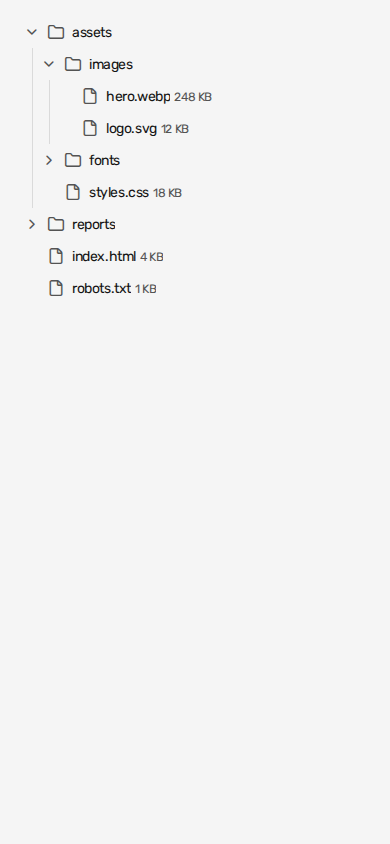 assets
images
hero.webp 248 KB
logo.svg 12 KB
fonts
styles.css 18 KB
reports
index.html 4 KB
robots.txt 1 KB